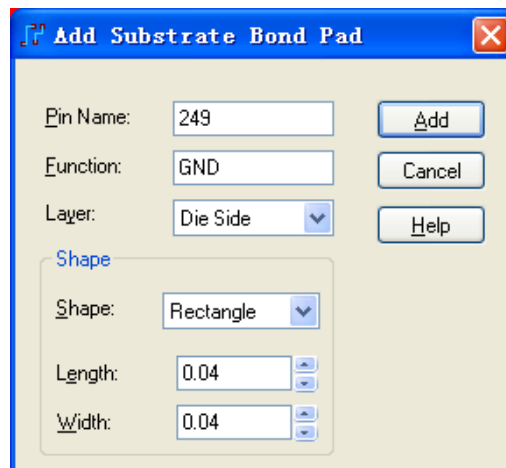 Add Substrate Bond Pad
Pin Name: 249 Add
Function: GND Cancel
Layer: Die Side Help
Shape
Shape: Rectangle
Length: 0.04
Width: 0.04